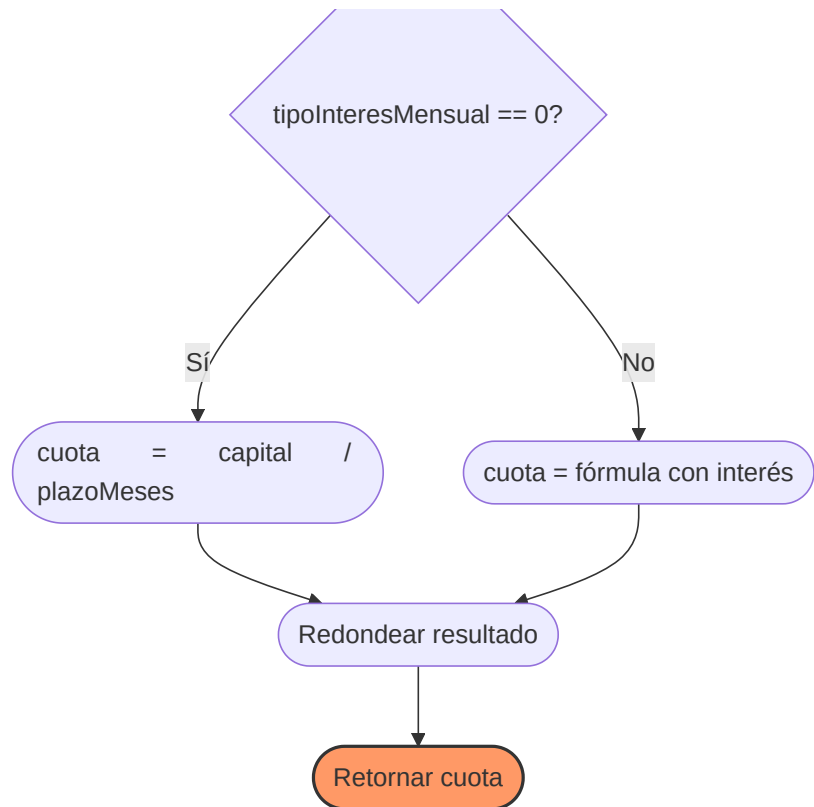 tipoInteresMensual == 0?
Sí
No
cuota = capital /
plazoMeses
cuota = fórmula con interés
Redondear resultado
Retornar cuota